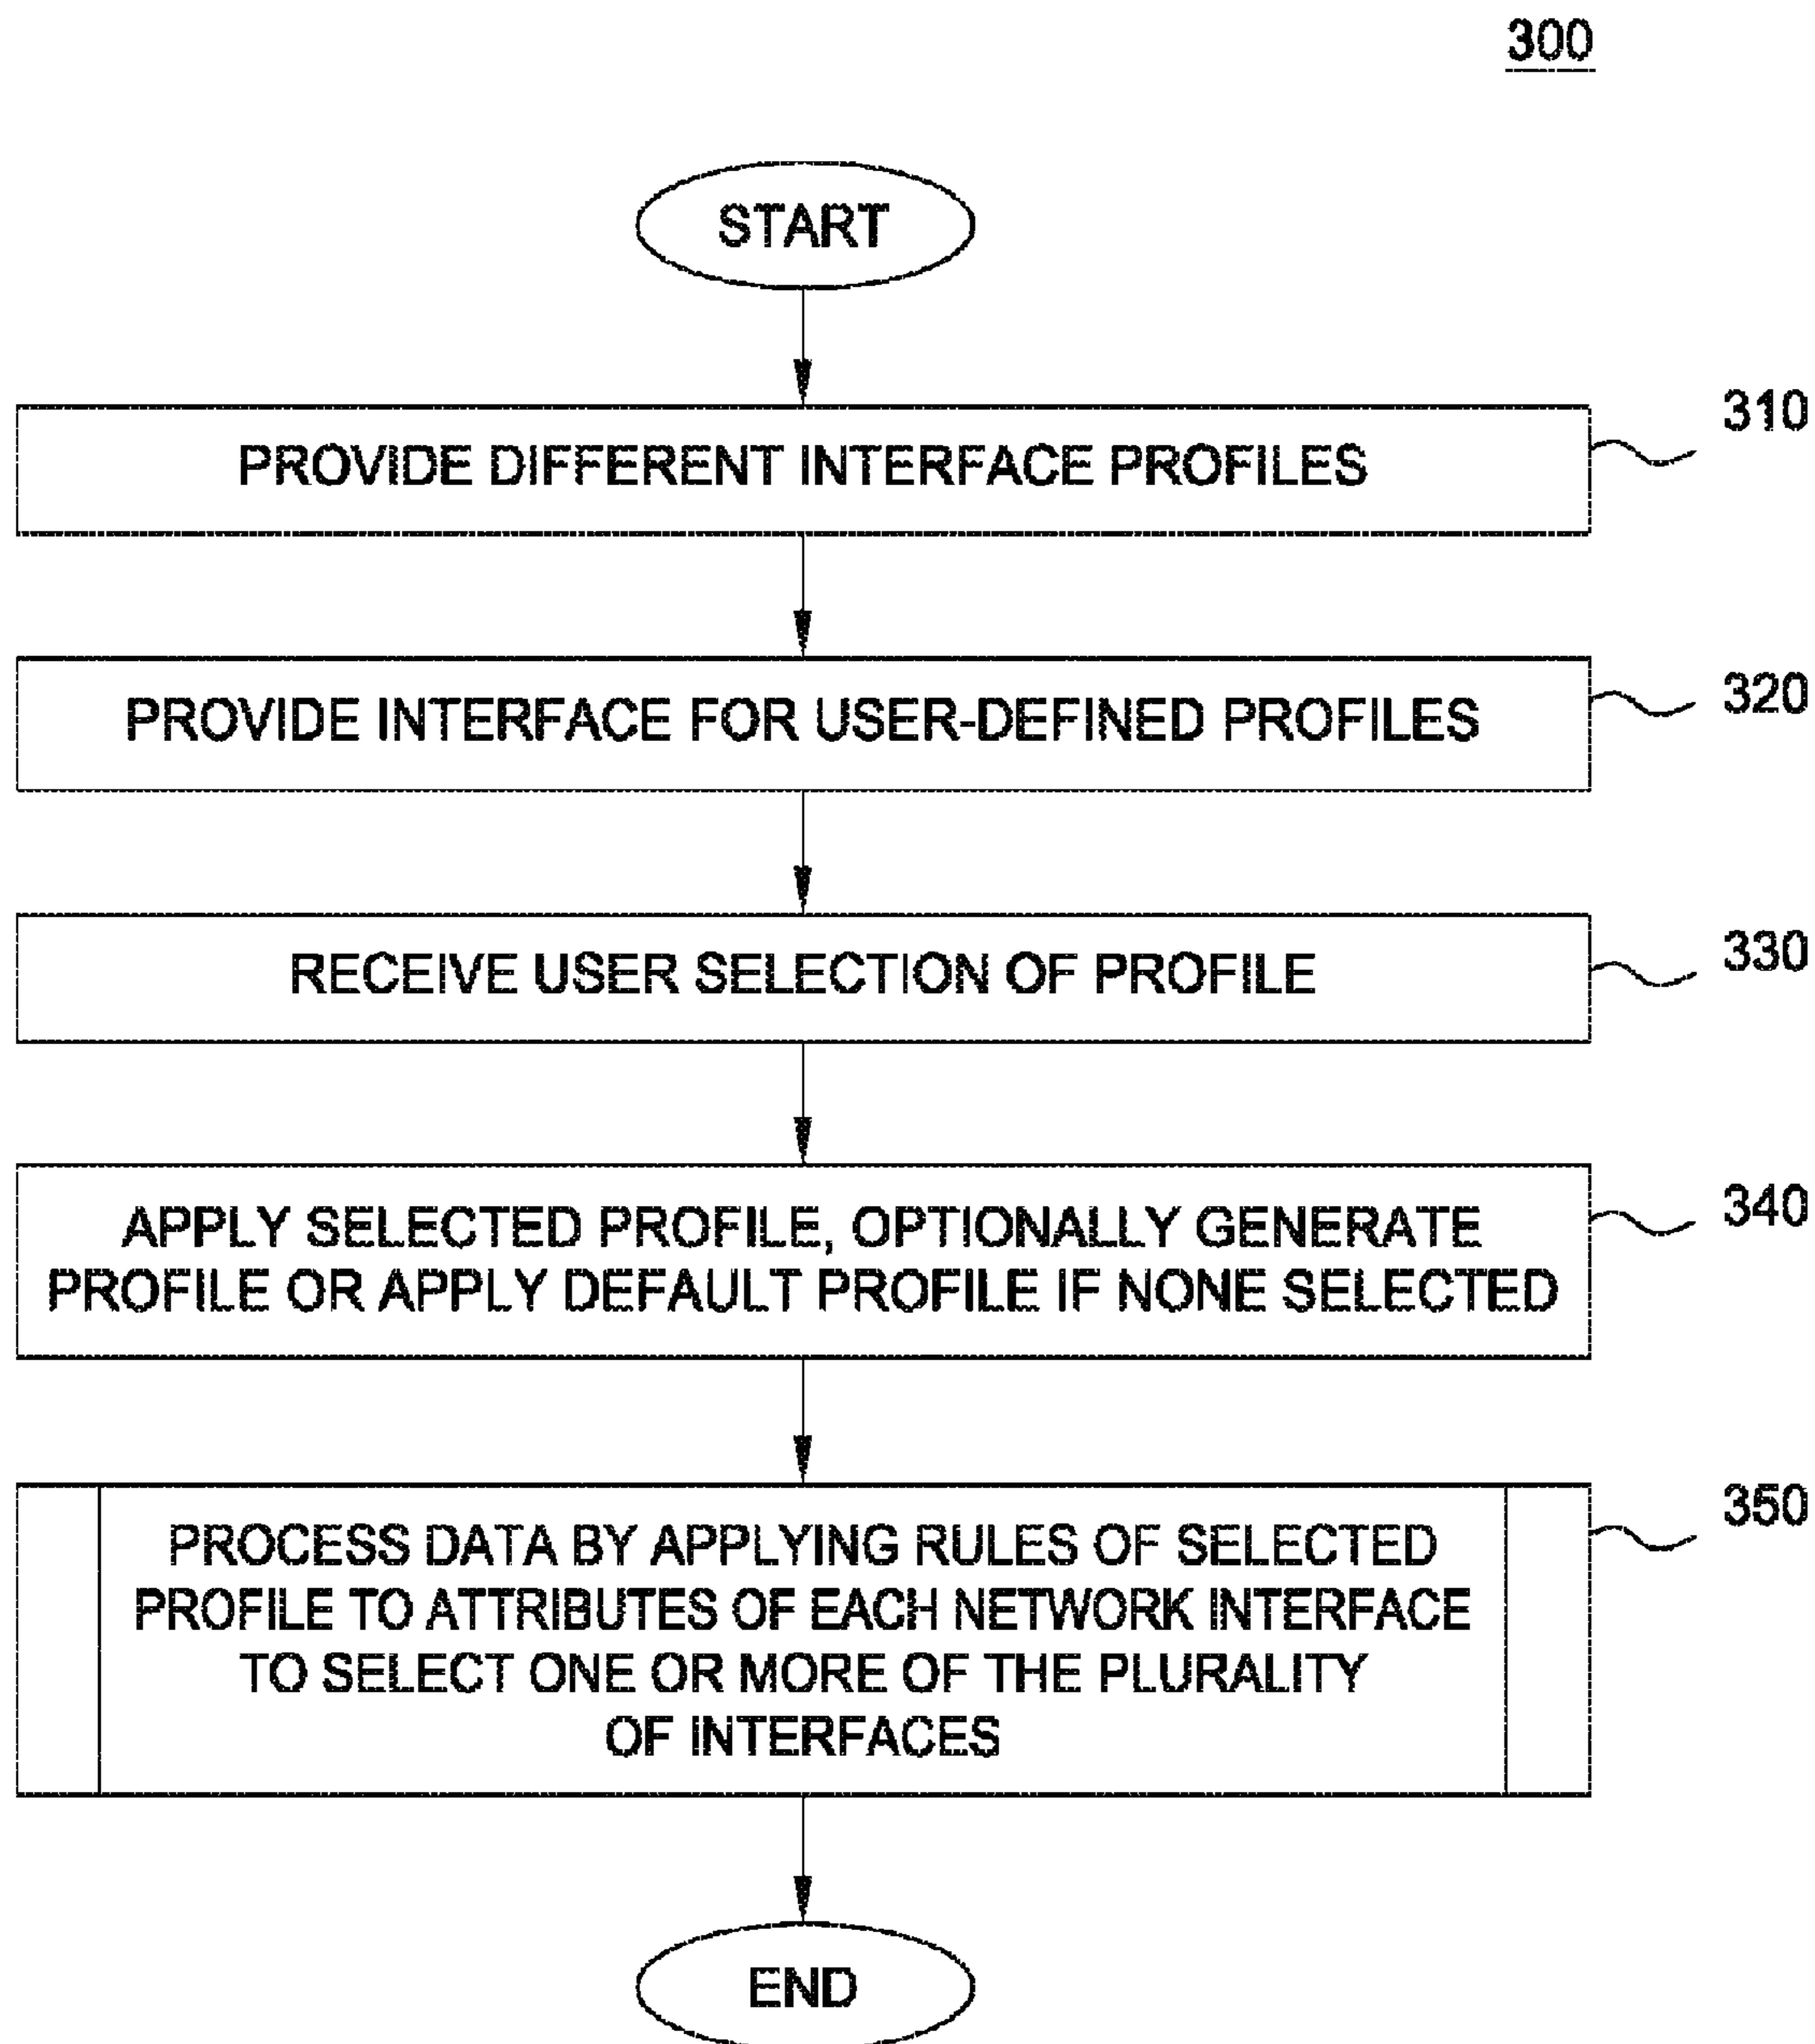 300
START
PROVIDE DIFFERENT INTERFACE PROFILES
310
PROVIDE INTERFACE FOR USER-DEFINED PROFILES
320
RECEIVE USER SELECTION OF PROFILE
330
APPLY SELECTED PROFILE, OPTIONALLY GENERATE
PROFILE OR APPLY DEFAULT PROFILE IF NONE SELECTED
340
PROCESS DATA BY APPLYING RULES OF SELECTED
PROFILE TO ATTRIBUTES OF EACH NETWORK INTERFACE
TO SELECT ONE OR MORE OF THE PLURALITY
OF INTERFACES
350
END